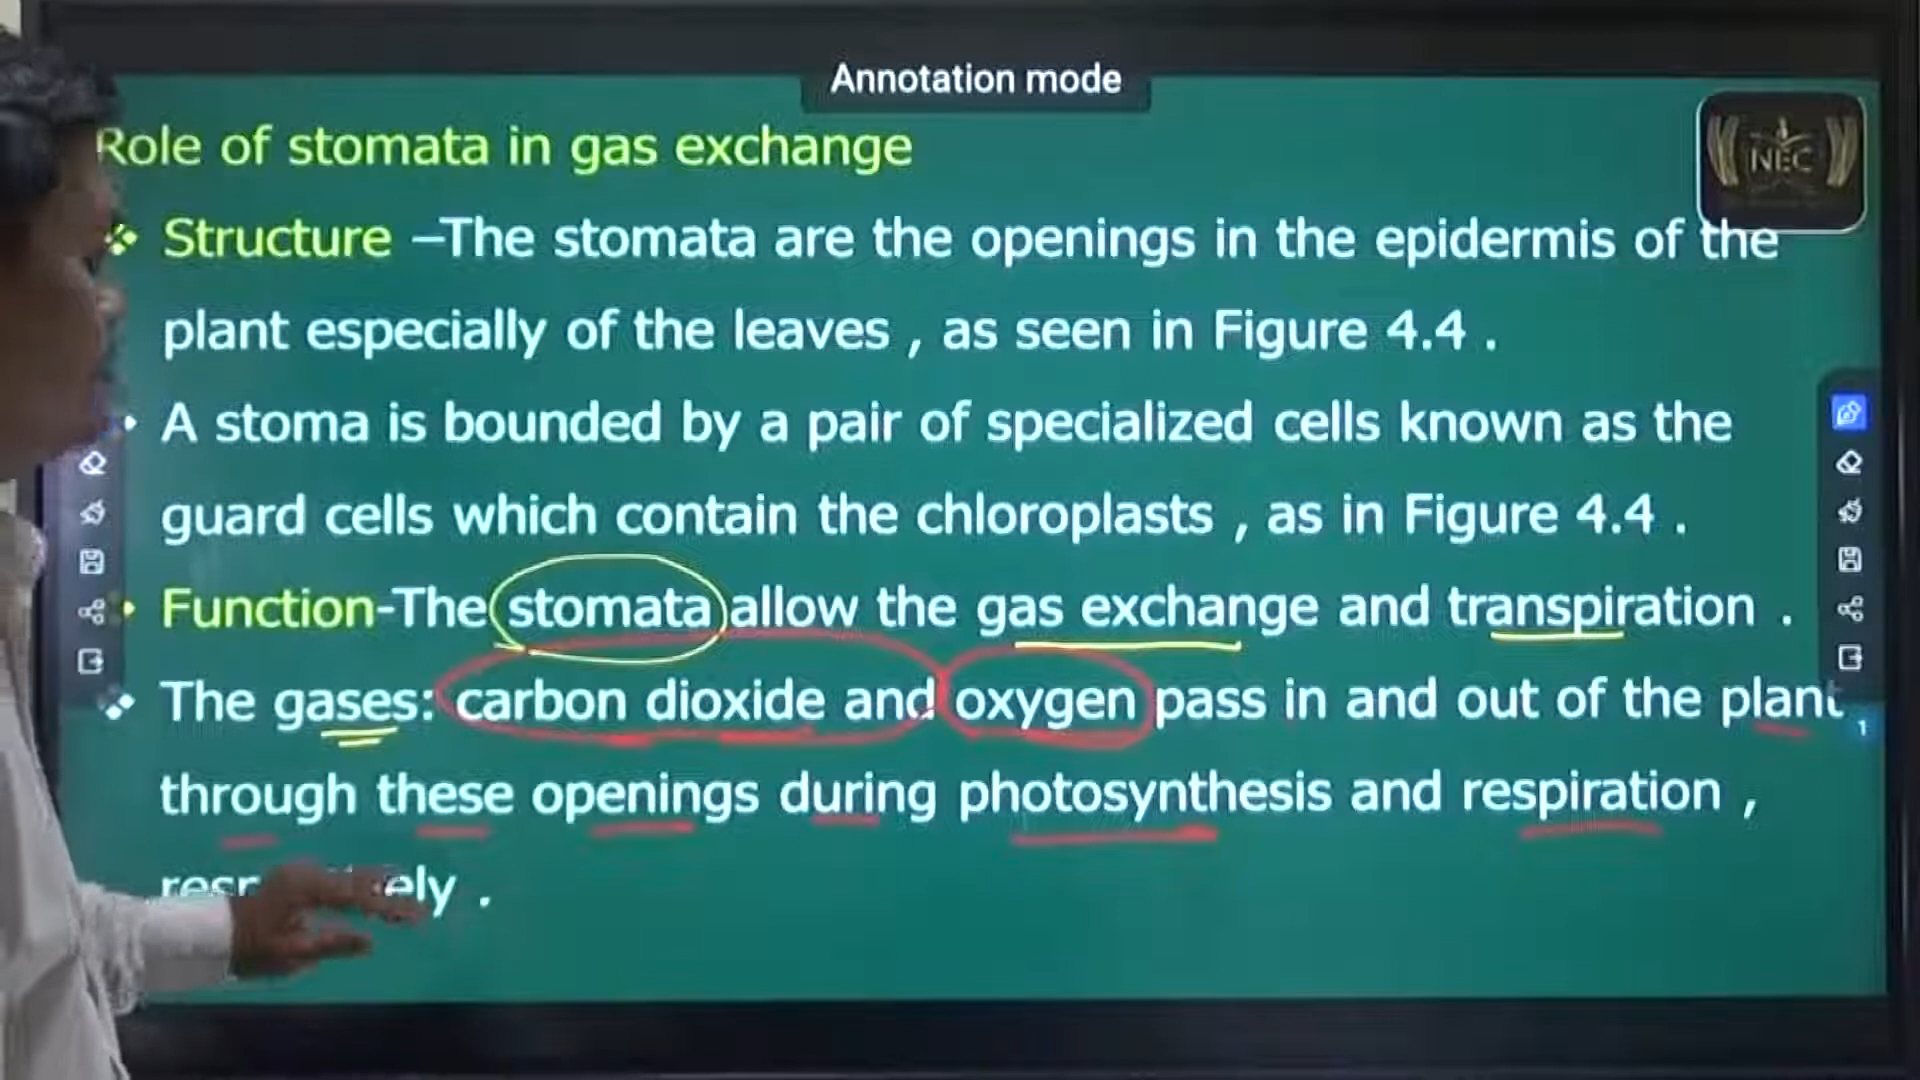 Annotation mode
Role of stomata in gas exchange
NEC
Structure –The stomata are the openings in the epidermis of the
plant especially of the leaves , as seen in Figure 4.4 .
A stoma is bounded by a pair of specialized cells known as the
guard cells which contain the chloroplasts , as in Figure 4.4 .
Function-The stomata allow the gas exchange and transpiration .
The gases: carbon dioxide and oxygen pass in and out of the plant
1
through these openings during photosynthesis and respiration ,